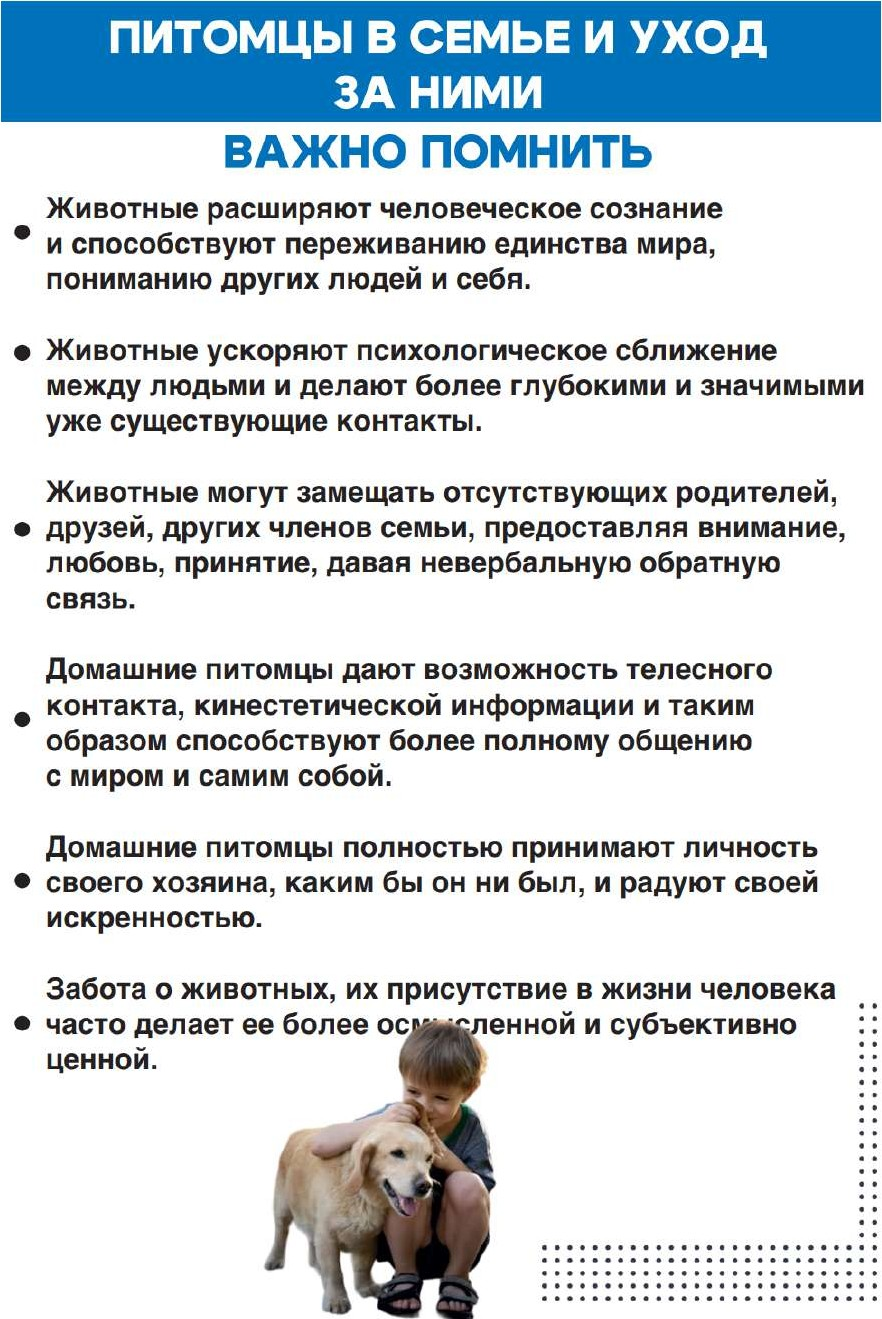 ПИТОМЦЫ В СЕМЬЕ И УХОД
ЗА НИМИ
ВАЖНО ПОМНИТЬ
● Животные расширяют человеческое сознание
и способствуют переживанию единства мира,
пониманию других людей и себя.
● Животные ускоряют психологическое сближение
между людьми и делают более глубокими и значимыми
уже существующие контакты.
Животные могут замещать отсутствующих родителей,
● друзей, других членов семьи, предоставляя внимание,
любовь, принятие, давая невербальную обратную
связь.
Домашние питомцы дают возможность телесного
● контакта, кинестетической информации и таким
образом способствуют более полному общению
с миром и самим собой.
Домашние питомцы полностью принимают личность
● своего хозяина, каким бы он ни был, и радуют своей
искренностью.
Забота о животных, их присутствие в жизни человека
● часто делает ее более осмысленной и субъективно
ценной.